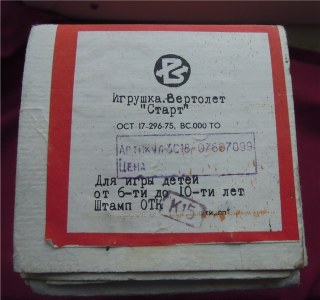 Игрушка.Вертолет
"Старт"
ОСТ 17-296-75, ВС.000 ТО
Цена
Для игры детей
от 6-ти до 10-ти лет
Штамп ОТК К15